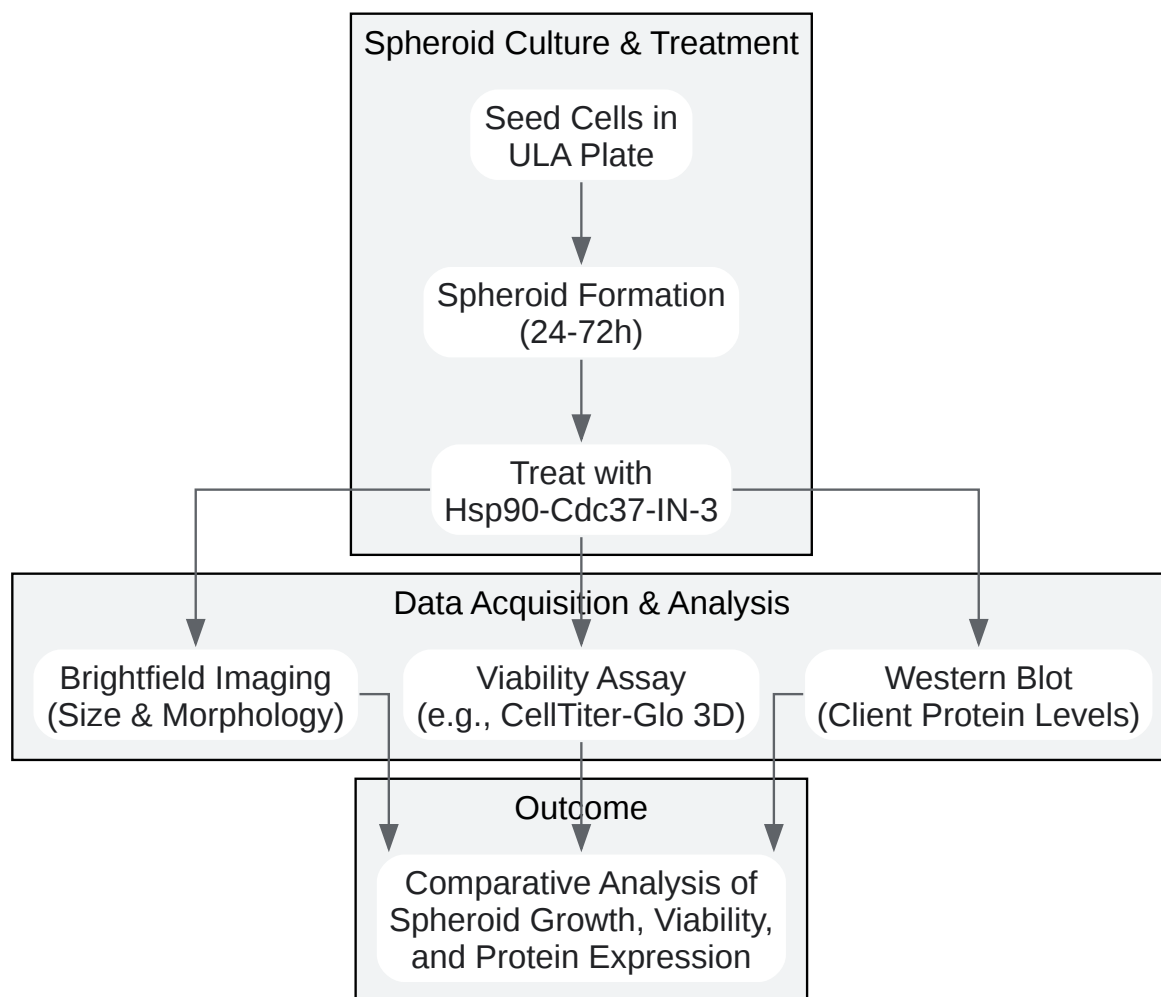 Spheroid Culture & Treatment
Seed Cells in
ULA Plate
Spheroid Formation
(24-72h)
Treat with
Hsp90-Cdc37-IN-3
Data Acquisition & Analysis
Brightfield Imaging
(Size & Morphology)
Viability Assay
(e.g., CellTiter-Glo 3D)
Western Blot
(Client Protein Levels)
Outcome
Comparative Analysis of
Spheroid Growth, Viability,
and Protein Expression